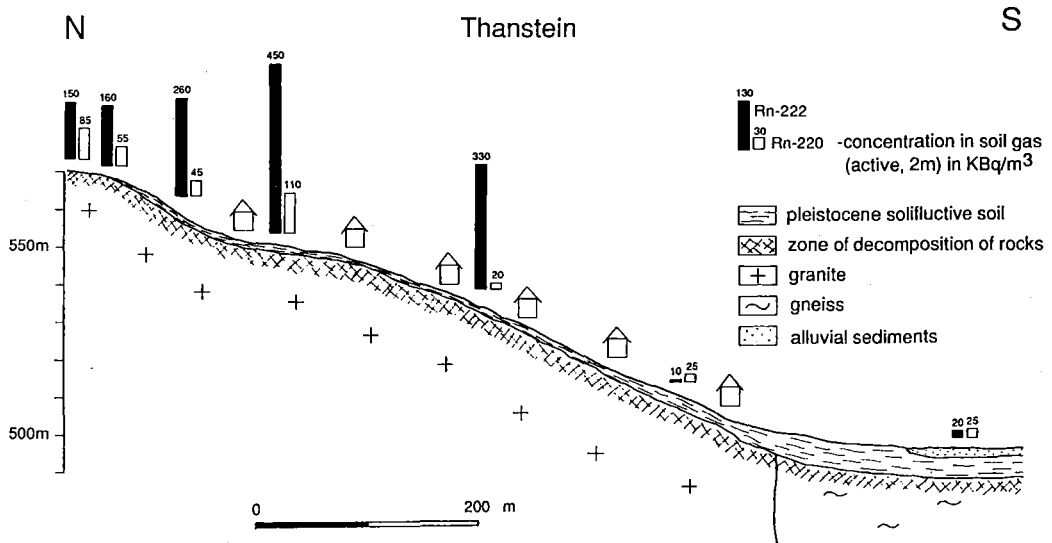 N
Thanstein
S
450
150
160
260
130
85
Rn-222
55
30
Rn-220 -concentration in soil gas
(active, 2m) in KBq/m³
45
330
110
pleistocene solifluctive soil
zone of decomposition of rocks
550m
granite
20
gneiss
alluvial sediments
10 25
20 25
500m
0 200 m